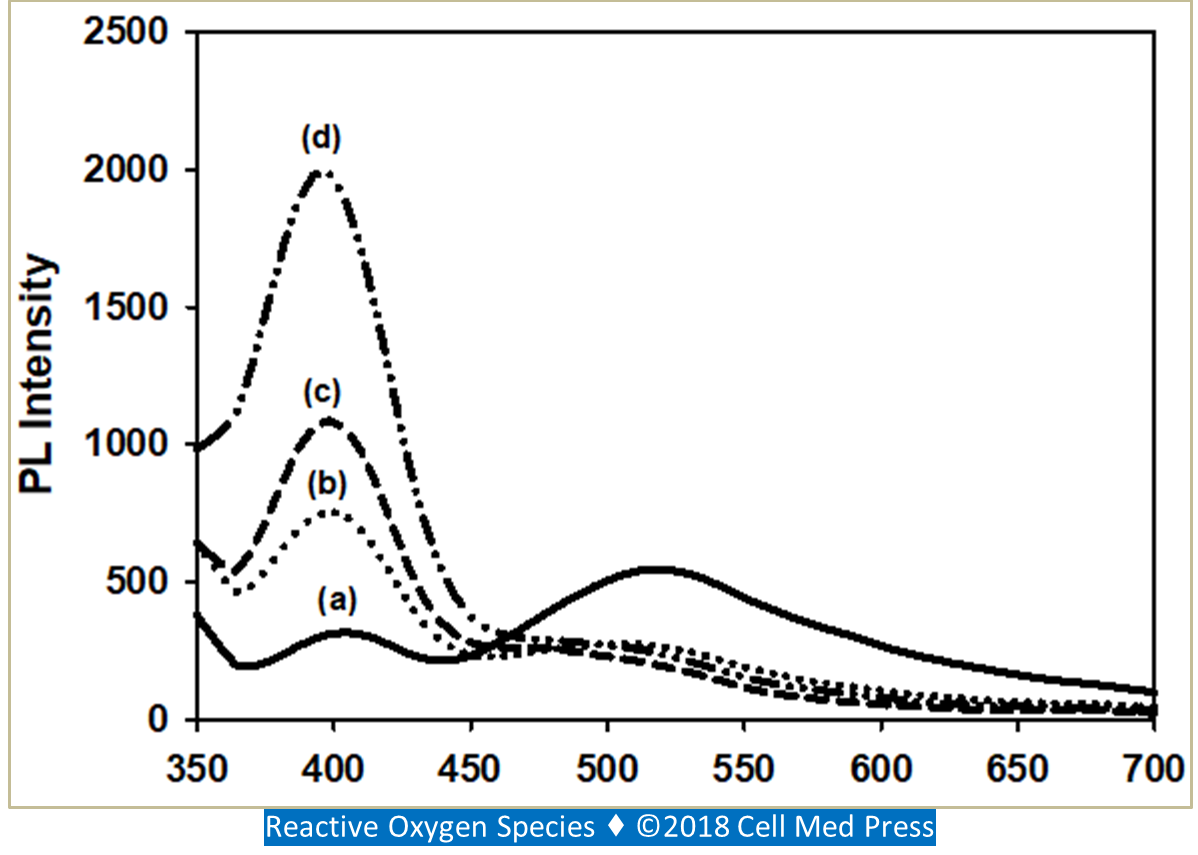 2500
(d)
2000
PL Intensity
1500
(c)
1000
(b)
500
(a)
0
350 400 450 500 550 600 650 700
Reactive Oxygen Species ♦ ©2018 Cell Med Press